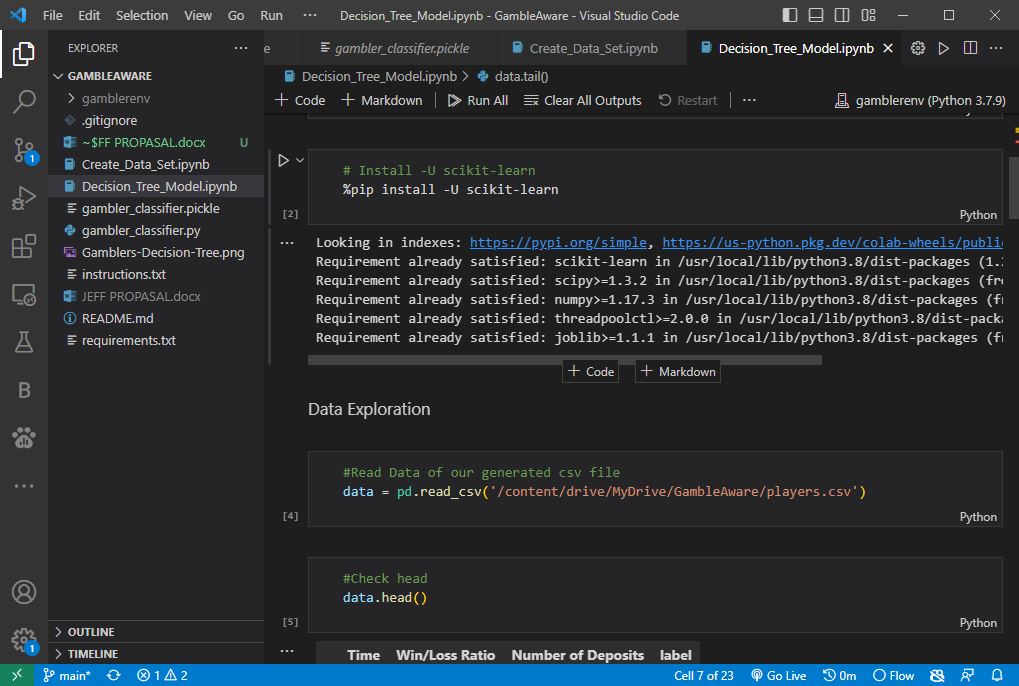 File Edit Selection View Go Run ··· Decision_Tree_Model.ipynb - GambleAware - Visual Studio Code
EXPLORER ···
GAMBLEAWARE
gamblerenv
.gitignore
~$FF PROPASAL.docx U
Create_Data_Set.ipynb
Decision_Tree_Model.ipynb
gambler_classifier.pickle
gambler_classifier.py
Gamblers-Decision-Tree.png
instructions.txt
JEFF PROPASAL.docx
README.md
requirements.txt
OUTLINE
TIMELINE
1
B
1
e gambler_classifier.pickle Create_Data_Set.ipynb Decision_Tree_Model.ipynb
Decision_Tree_Model.ipynb > data.tail()
+ Code + Markdown Run All Clear All Outputs Restart ··· gamblerenv (Python 3.7.9)
# Install -U scikit-learn
%pip install -U scikit-learn
[2] Python
Looking in indexes: https://pypi.org/simple, https://us-python.pkg.dev/colab-wheels/public
Requirement already satisfied: scikit-learn in /usr/local/lib/python3.8/dist-packages (1.
Requirement already satisfied: scipy>=1.3.2 in /usr/local/lib/python3.8/dist-packages (fro
Requirement already satisfied: numpy>=1.17.3 in /usr/local/lib/python3.8/dist-packages (fr
Requirement already satisfied: threadpoolctl>=2.0.0 in /usr/local/lib/python3.8/dist-packa
Requirement already satisfied: joblib>=1.1.1 in /usr/local/lib/python3.8/dist-packages (fr
+ Code + Markdown
Data Exploration
#Read Data of our generated csv file
data = pd.read_csv('/content/drive/MyDrive/GambleAware/players.csv')
[4] Python
#Check head
data.head()
[5] Python
Time Win/Loss Ratio Number of Deposits label
main* 1 2 Cell 7 of 23 Go Live 0m Flow